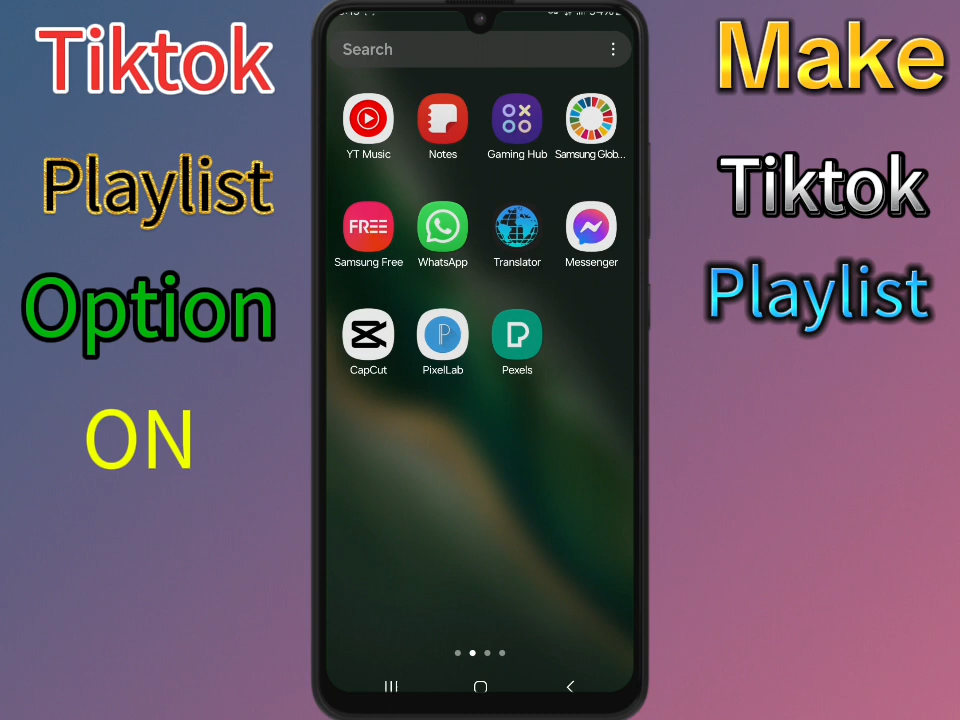 Tiktok
Playlist
Option
ON
Search
YT Music
Notes
Gaming Hub
Samsung Glob...
FREE
Samsung Free
WhatsApp
Translator
Messenger
CapCut
P
PixelLab
Pexels
Make
Tiktok
Playlist